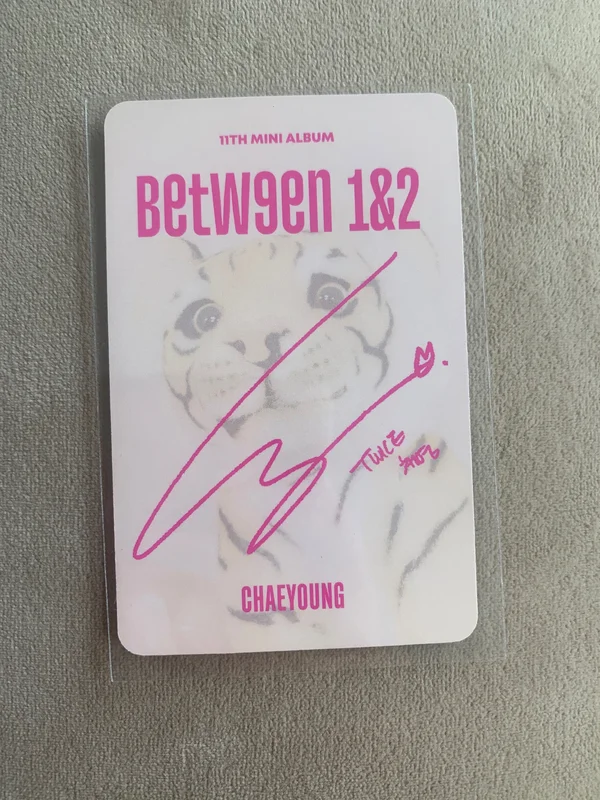 11TH MINI ALBUM
BetW9en 1&2
TWICE
채영
CHAEYOUNG